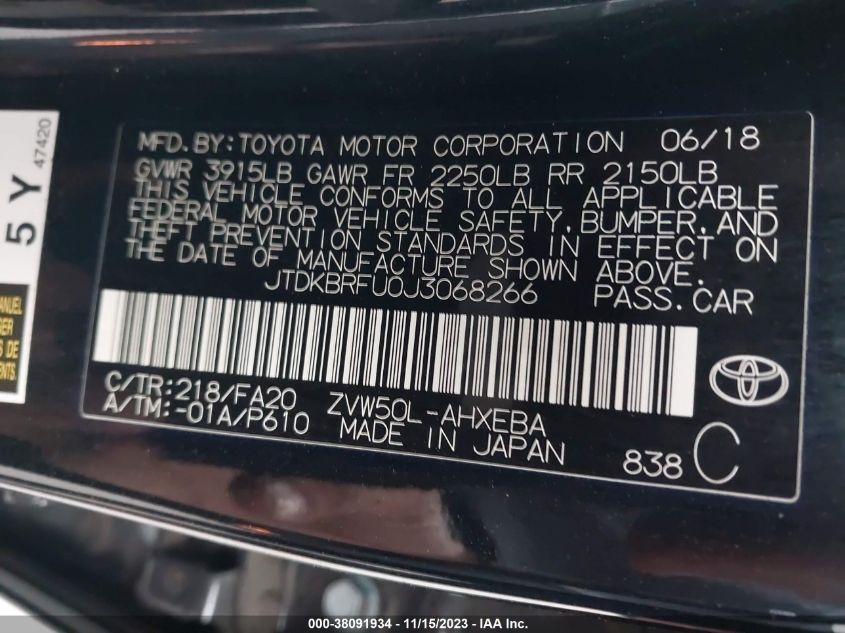 MFD. BY: TOYOTA MOTOR CORPORATION 06/18
GVWR 3915LB GAWR FR 2250LB RR 2150LB
THIS VEHICLE CONFORMS TO ALL APPLICABLE
FEDERAL MOTOR VEHICLE SAFETY, BUMPER, AND
THEFT PREVENTION STANDARDS IN EFFECT ON
THE DATE OF MANUFACTURE SHOWN ABOVE.
JTDKBRFU0J3068266 PASS. CAR
C/TR: 218/FA20 ZVW50L-AHXEBA
A/TM: -01A/P610 MADE IN JAPAN
838 C
5 Y
47420
DE
000-38091934 - 11/15/2023 - IAA Inc.